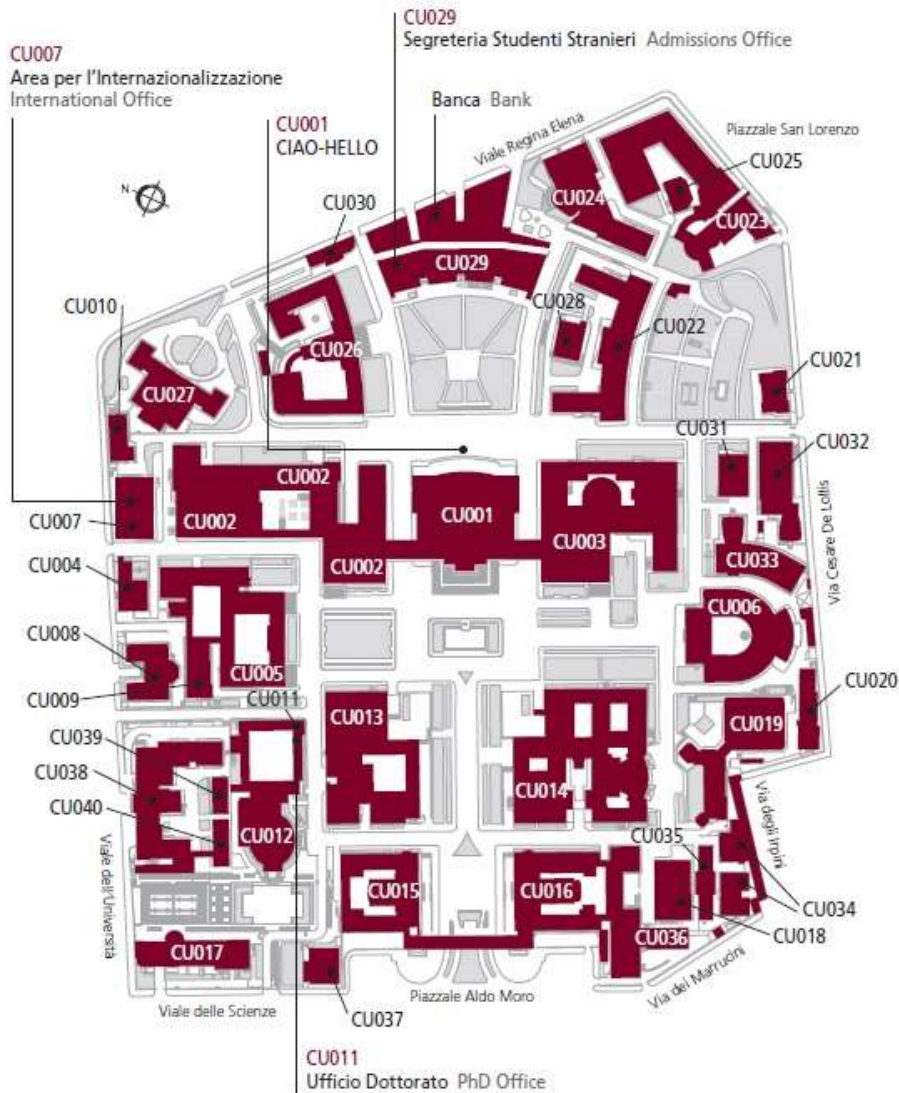 CU029
Segreteria Studenti Stranieri Admissions Office
CU007
Area per l'Internazionalizzazione
International Office
Banca Bank
CU001
CIAO-HELLO
Viale Regina Elena
Piazzale San Lorenzo
CU025
N
CU024
CU030
CU023
CU029
CU010
CU028
CU026
CU022
CU027
CU021
CU031
CU032
CU002
CU002
CU001
CU007
CU003
CU002
CU033
Via Cesare De Lollis
CU004
CU006
CU008
CU005
CU009
CU011
CU020
CU013
CU019
CU039
CU038
CU014
CU040
CU012
CU035
Via degli Irpini
Viale dell'Università
CU015
CU016
CU034
CU018
CU036
CU017
Via dei Marrucini
Piazzale Aldo Moro
Viale delle Scienze
CU037
CU011
Ufficio Dottorato PhD Office